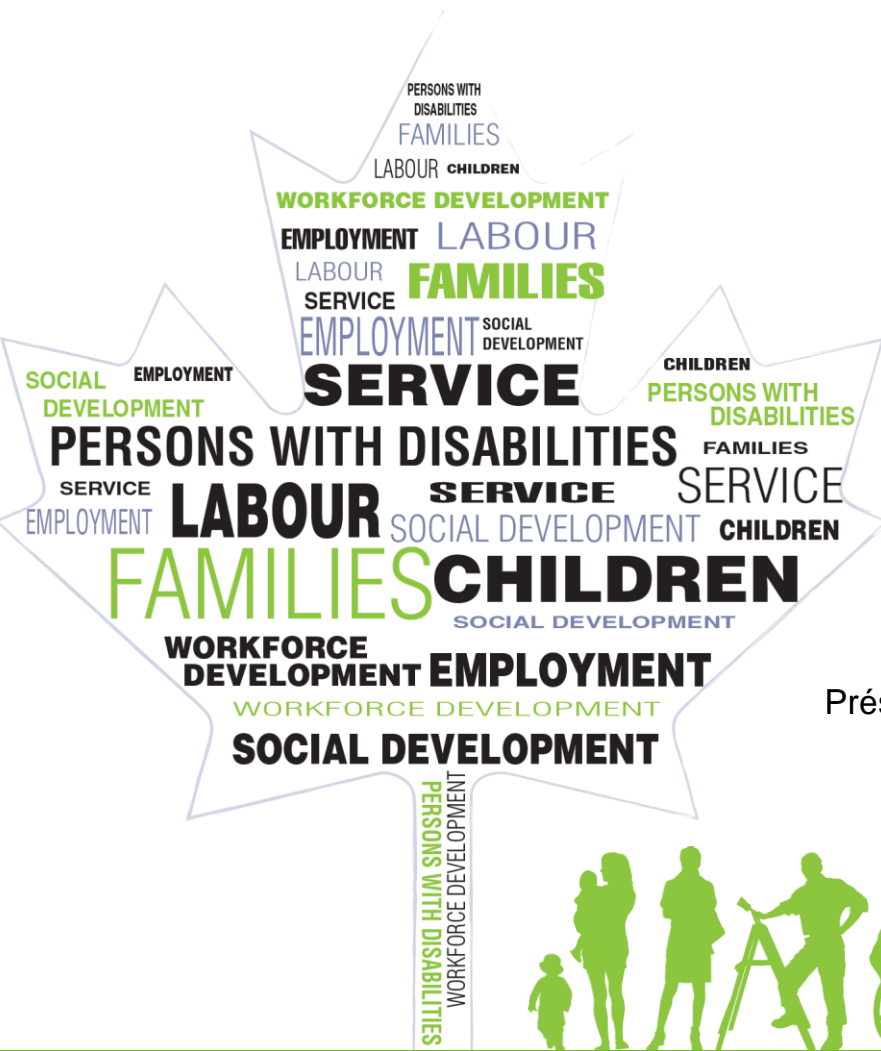 PERSONS WITH
DISABILITIES
FAMILIES
LABOUR CHILDREN
WORKFORCE DEVELOPMENT
EMPLOYMENT LABOUR
LABOUR FAMILIES
SERVICE
EMPLOYMENT SOCIAL
DEVELOPMENT
SOCIAL EMPLOYMENT SERVICE CHILDREN
DEVELOPMENT PERSONS WITH
DISABILITIES
PERSONS WITH DISABILITIES FAMILIES
SERVICE LABOUR SERVICE SERVICE
EMPLOYMENT SOCIAL DEVELOPMENT CHILDREN
FAMILIES CHILDREN
SOCIAL DEVELOPMENT
WORKFORCE
DEVELOPMENT EMPLOYMENT
WORKFORCE DEVELOPMENT
SOCIAL DEVELOPMENT
PERSONS WITH DISABILITIES
WORKFORCE DEVELOPMENT
Prés